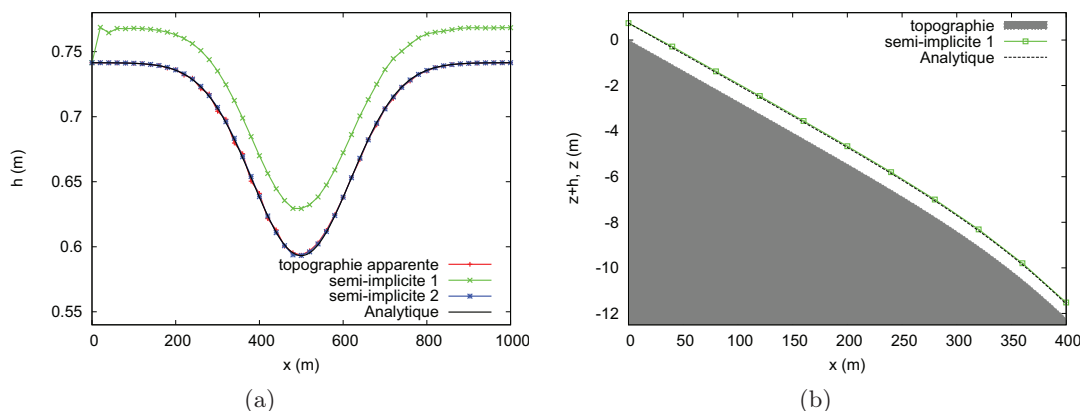 0.75
0.7
0.65
0.6
0.55
h (m)
topographie apparente
semi-implicite 1
semi-implicite 2
Analytique
0 200 400 600 800 1000
x (m)
(a)
topographie
semi-implicite 1
Analytique
0
-2
-4
-6
-8
-10
-12
z+h, z (m)
0 50 100 150 200 250 300 350 400
x (m)
(b)